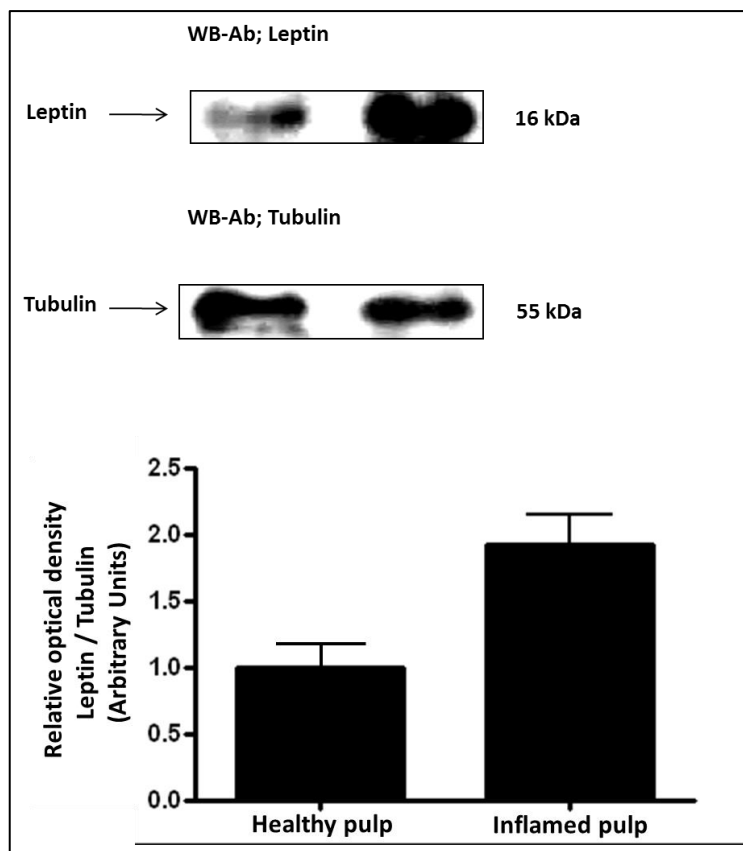 WB-Ab; Leptin
Leptin
16 kDa
WB-Ab; Tubulin
Tubulin
55 kDa
Relative optical density
Leptin / Tubulin
(Arbitrary Units)
2.5
2.0
1.5
1.0
0.5
0.0
Healthy pulp
Inflamed pulp